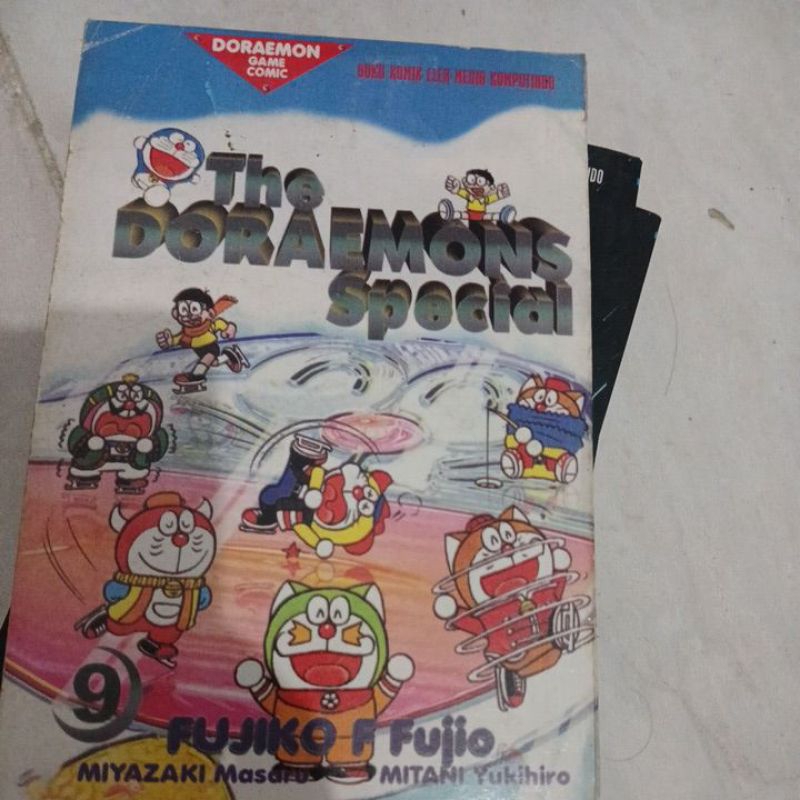 DORAEMON
GAME
COMIC
BUKU KOMIK ELEX MEDIA KOMPUTINDO
The
DORAEMONS
Special
9
FUJIKO F Fujio
MIYAZAKI Masaru
MITANI Yukihiro